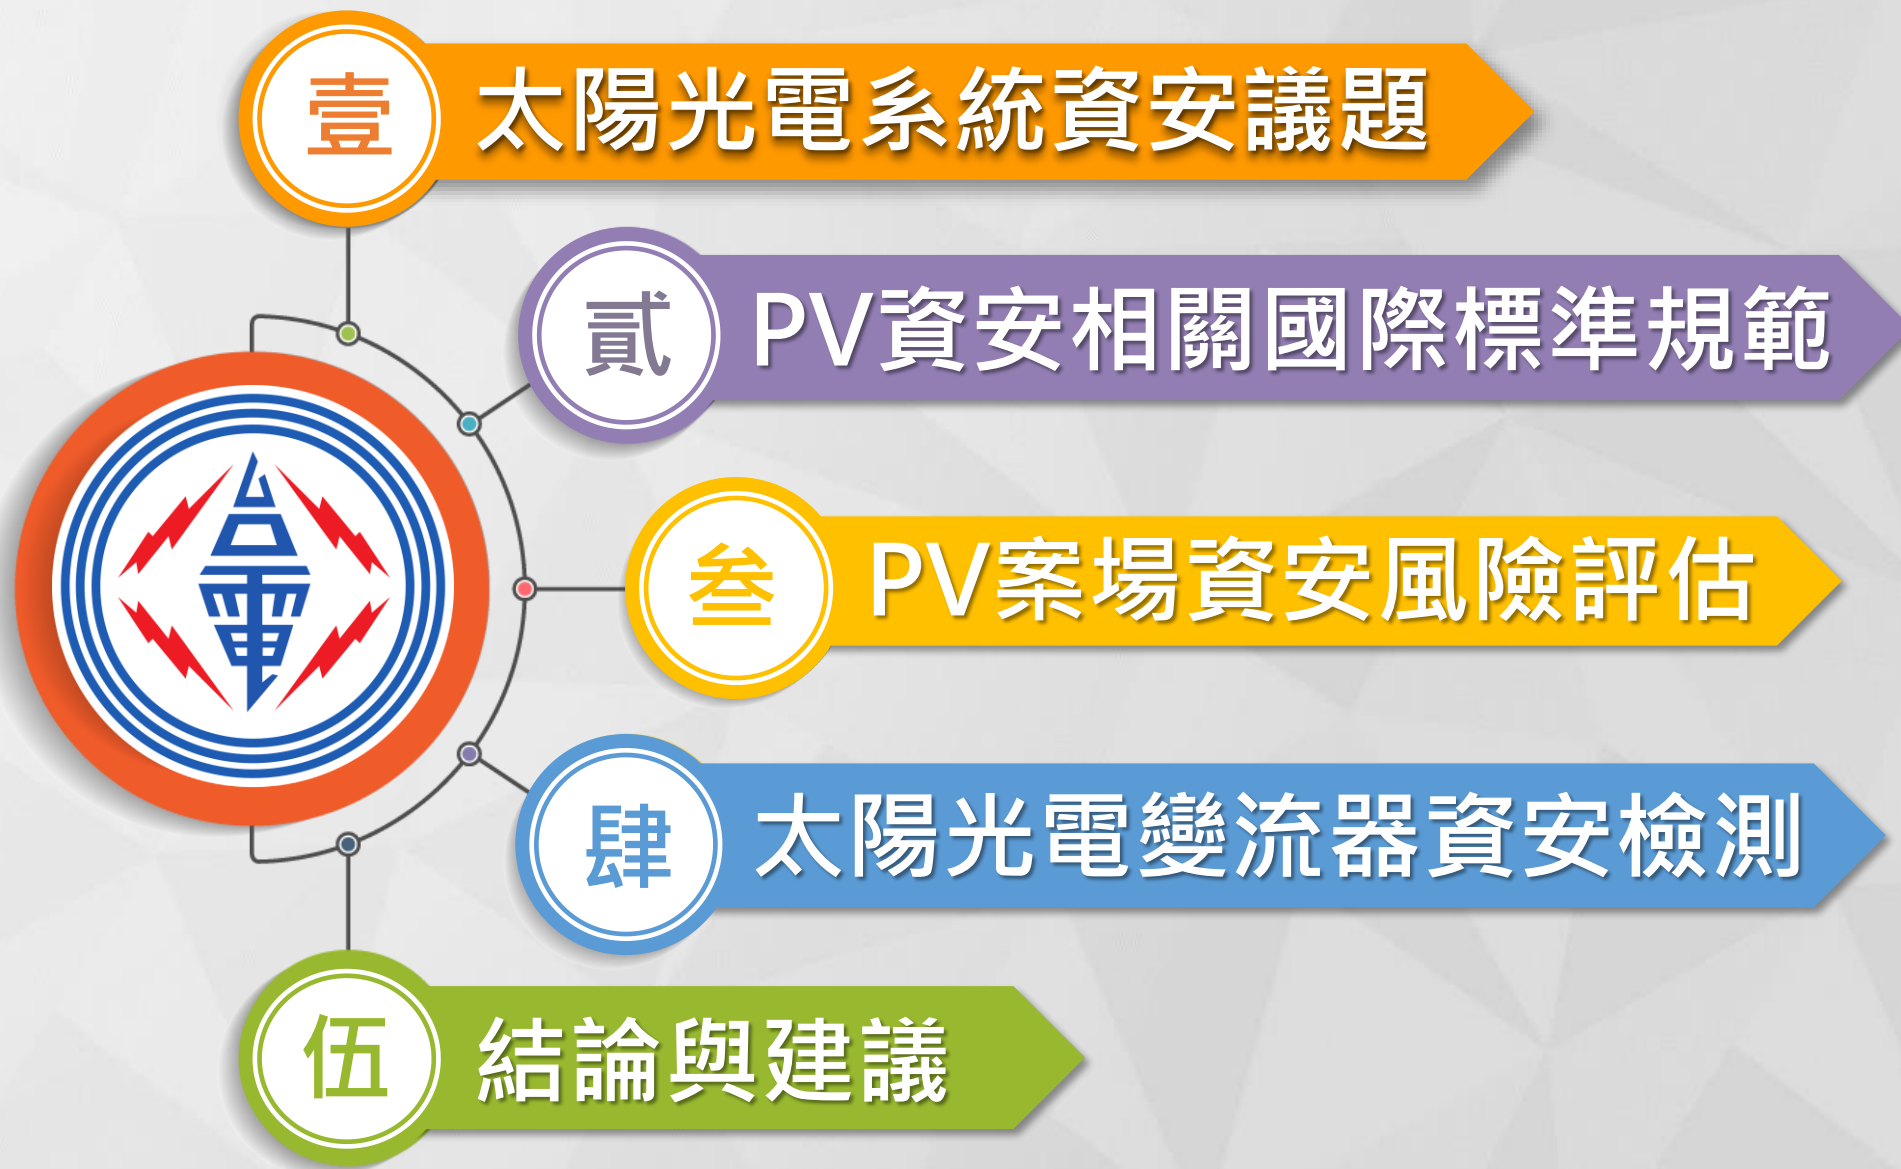 壹 太陽光電系統資安議題
貳 PV資安相關國際標準規範
叁 PV案場資安風險評估
肆 太陽光電變流器資安檢測
伍 結論與建議